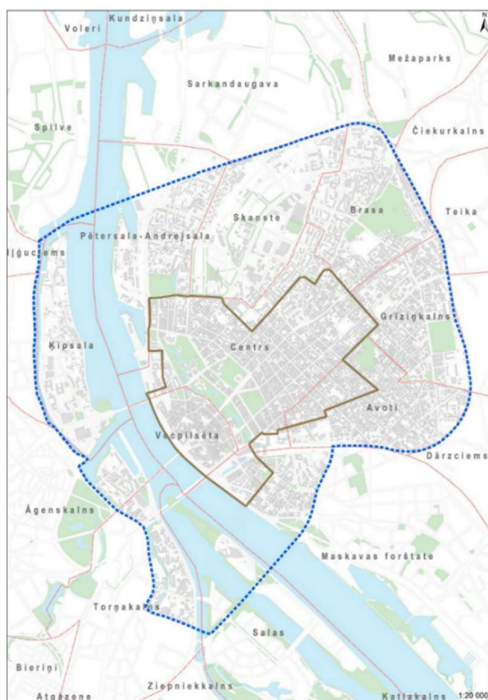 N
Kundziņsala
Voleri
Mežaparks
Sarkandaugava
Spilve
Čiekurkalns
Skanste
Brasa
Teika
Pētersala-Andrejsala
Iļģuciems
Grīziņkalns
Ķīpsala
Centrs
Avoti
Vecpilsēta
Dārzciems
Āgenskalns
Maskavas forštate
Torņakalns
Salas
Bieriņi
Ziepniekkalns
Atgāzene
Katlakalns
1:20 000